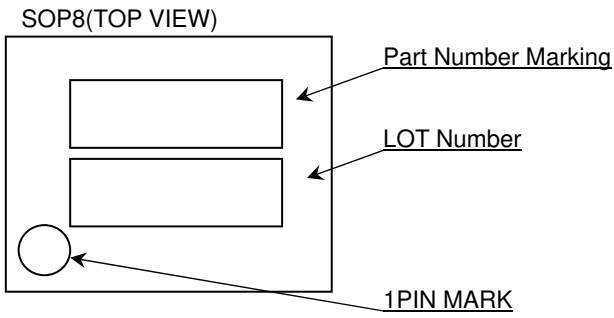 SOP8(TOP VIEW)
Part Number Marking
LOT Number
1PIN MARK